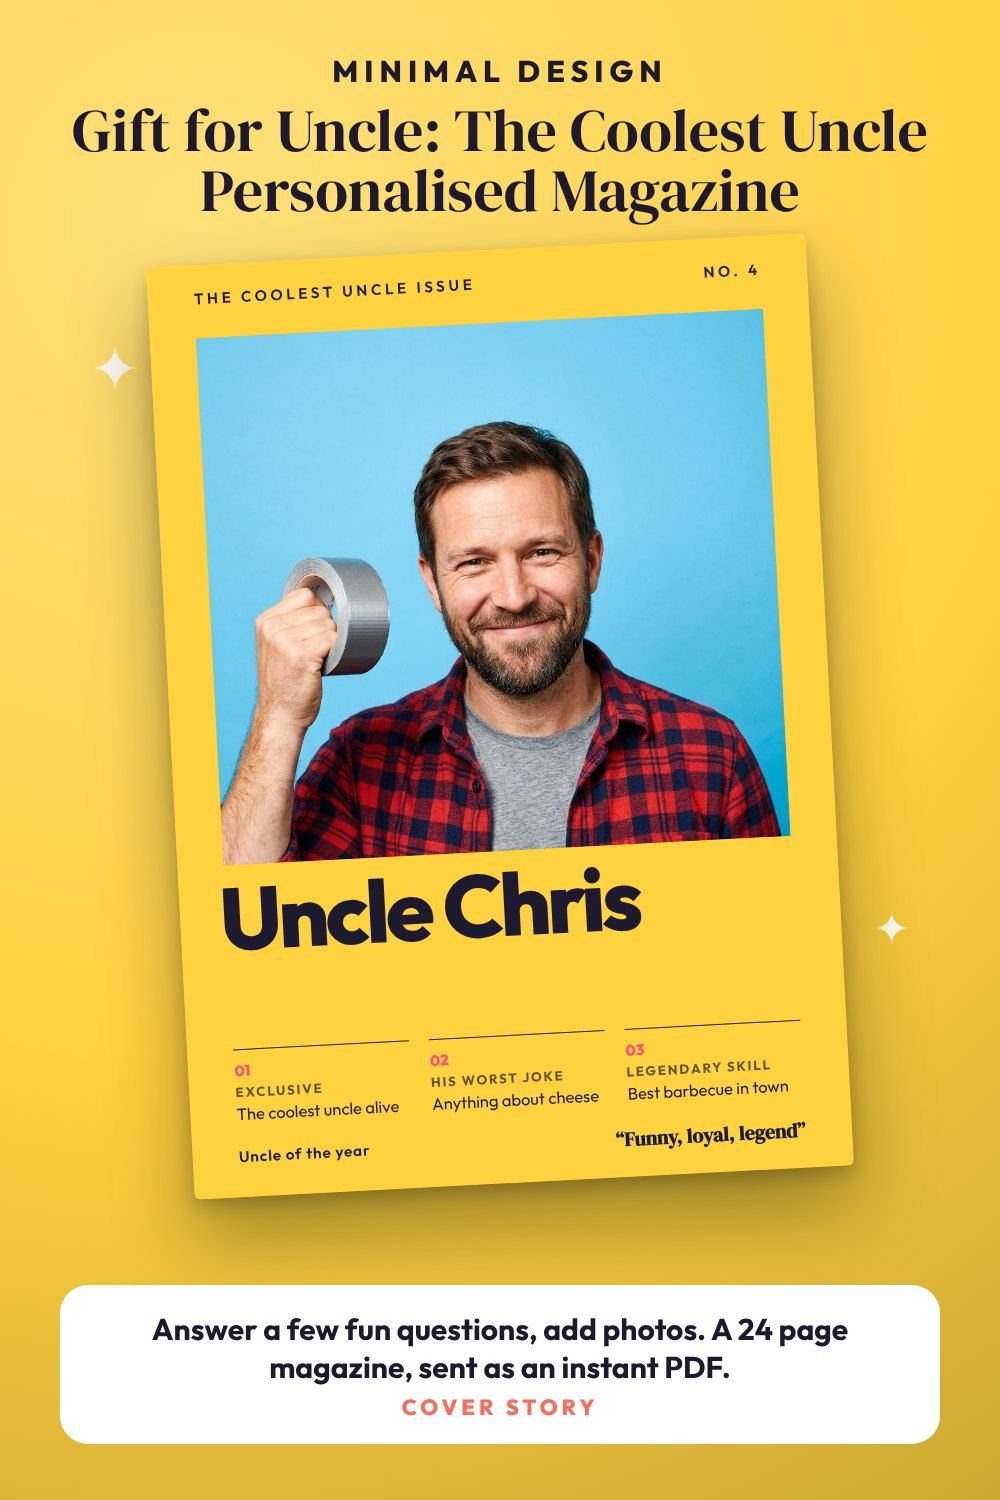 MINIMAL DESIGN
Gift for Uncle: The Coolest Uncle
Personalised Magazine
THE COOLEST UNCLE ISSUE
NO. 4
Uncle Chris
01
EXCLUSIVE
The coolest uncle alive
02
HIS WORST JOKE
Anything about cheese
03
LEGENDARY SKILL
Best barbecue in town
Uncle of the year
“Funny, loyal, legend”
Answer a few fun questions, add photos. A 24 page
magazine, sent as an instant PDF.
COVER STORY